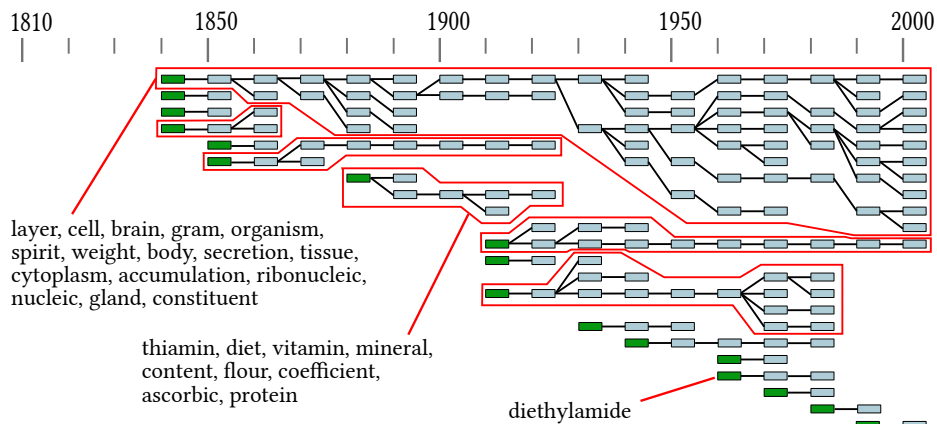 1810 1850 1900 1950 2000
layer, cell, brain, gram, organism,
spirit, weight, body, secretion, tissue,
cytoplasm, accumulation, ribonucleic,
nucleic, gland, constituent
thiamin, diet, vitamin, mineral,
content, flour, coefficient,
ascorbic, protein
diethylamide